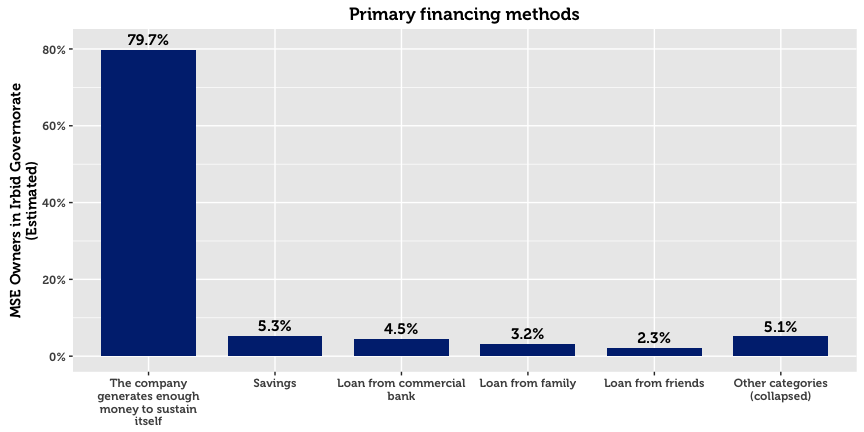 Primary financing methods
MSE Owners in Irbid Governorate
(Estimated)
80%
60%
40%
20%
0%
79.7%
5.3%
4.5%
3.2%
2.3%
5.1%
The company
generates enough
money to sustain
itself
Savings
Loan from commercial
bank
Loan from family
Loan from friends
Other categories
(collapsed)